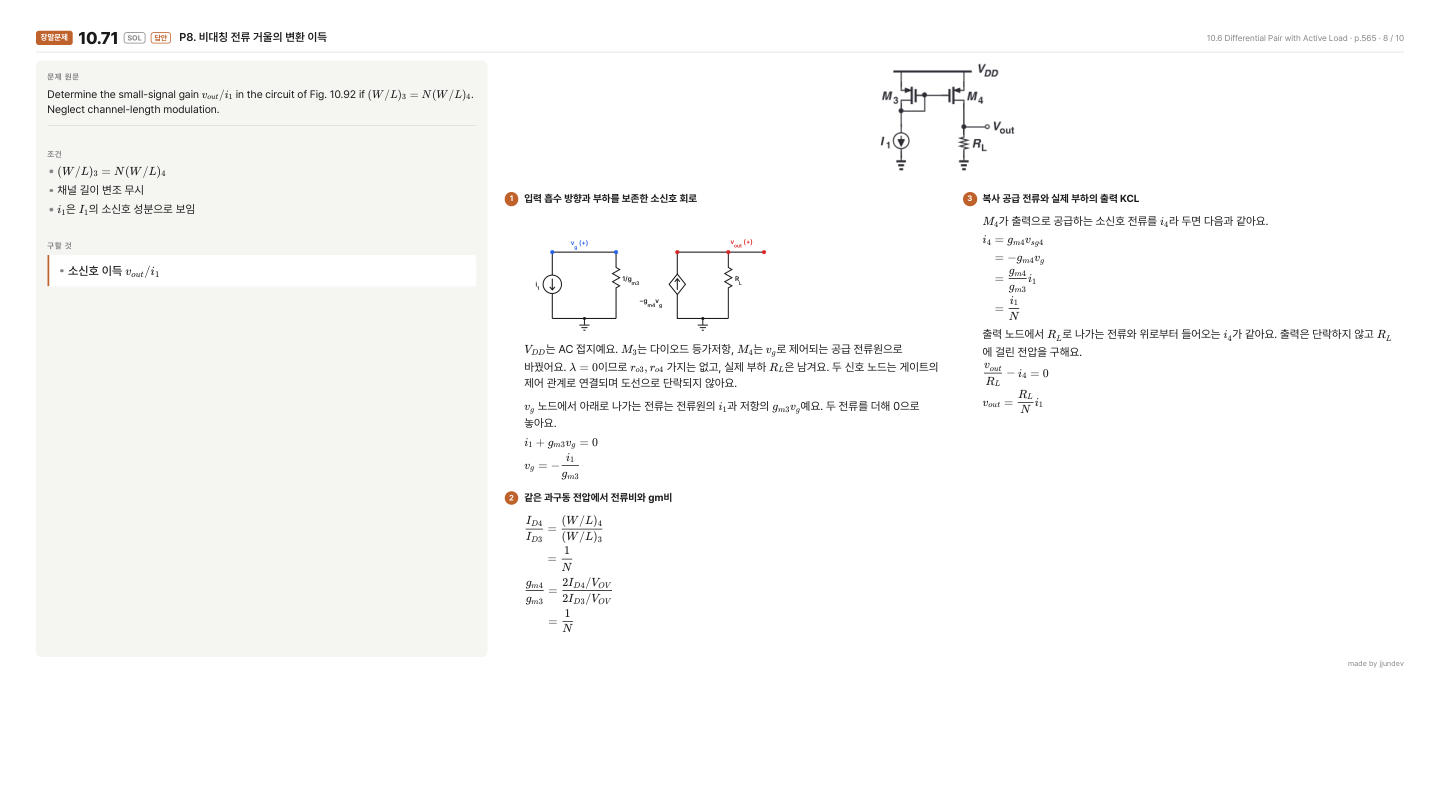 장말문제 10.71 SOL 답안 P8. 비대칭 전류 거울의 변환 이득
10.6 Differential Pair with Active Load · p.565 · 8 / 10
문제 원문
Determine the small-signal gain v_out/i_1 in the circuit of Fig. 10.92 if (W/L)_3 = N(W/L)_4.
Neglect channel-length modulation.
조건
▪ (W/L)_3 = N(W/L)_4
▪ 채널 길이 변조 무시
▪ i_1은 I_1의 소신호 성분으로 보임
구할 것
▪ 소신호 이득 v_out/i_1
V_DD
M_3
M_4
V_out
I_1
R_L
1 입력 흡수 방향과 부하를 보존한 소신호 회로
v_g (+)
v_out (+)
i_1
1/g_m3
−g_m4 v_g
R_L
V_DD는 AC 접지예요. M_3는 다이오드 등가저항, M_4는 v_g로 제어되는 공급 전류원으로
바꿨어요. λ = 0이므로 r_o3, r_o4 가지는 없고, 실제 부하 R_L은 남겨요. 두 신호 노드는 게이트의
제어 관계로 연결되며 도선으로 단락되지 않아요.
v_g 노드에서 아래로 나가는 전류는 전류원의 i_1과 저항의 g_m3 v_g예요. 두 전류를 더해 0으로
놓아요.
i_1 + g_m3 v_g = 0
v_g = − i_1 / g_m3
2 같은 과구동 전압에서 전류비와 gm비
I_D4 / I_D3 = (W/L)_4 / (W/L)_3
= 1 / N
g_m4 / g_m3 = 2I_D4/V_OV / 2I_D3/V_OV
= 1 / N
3 복사 공급 전류와 실제 부하의 출력 KCL
M_4가 출력으로 공급하는 소신호 전류를 i_4라 두면 다음과 같아요.
i_4 = g_m4 v_sg4
= −g_m4 v_g
= g_m4 / g_m3 i_1
= i_1 / N
출력 노드에서 R_L로 나가는 전류와 위로부터 들어오는 i_4가 같아요. 출력은 단락하지 않고 R_L
에 걸린 전압을 구해요.
v_out / R_L − i_4 = 0
v_out = R_L / N i_1
made by jjundev